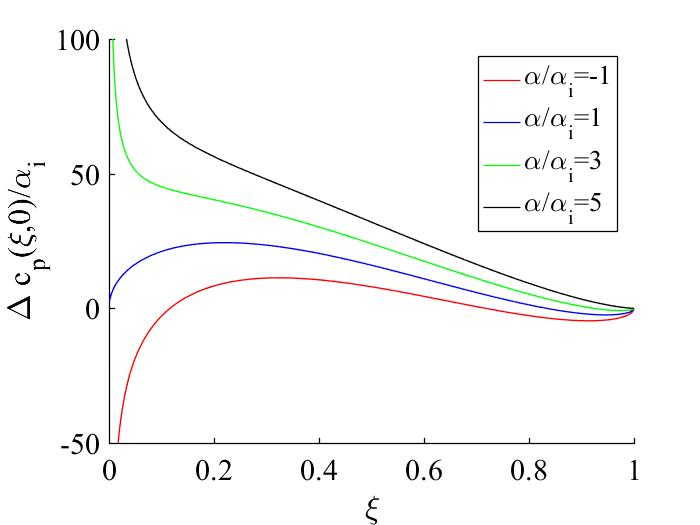 100
50
0
-50
Δ c_p(ξ,0)/α_i
0 0.2 0.4 0.6 0.8 1
ξ
α/α_i=-1
α/α_i=1
α/α_i=3
α/α_i=5